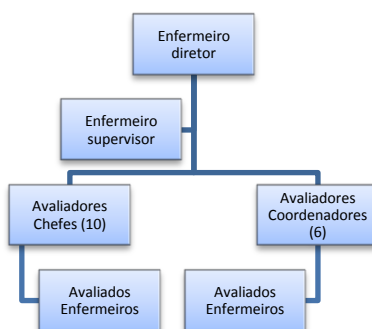 Enfermeiro
diretor
Enfermeiro
supervisor
Avaliadores
Chefes (10)
Avaliadores
Coordenadores
(6)
Avaliados
Enfermeiros
Avaliados
Enfermeiros